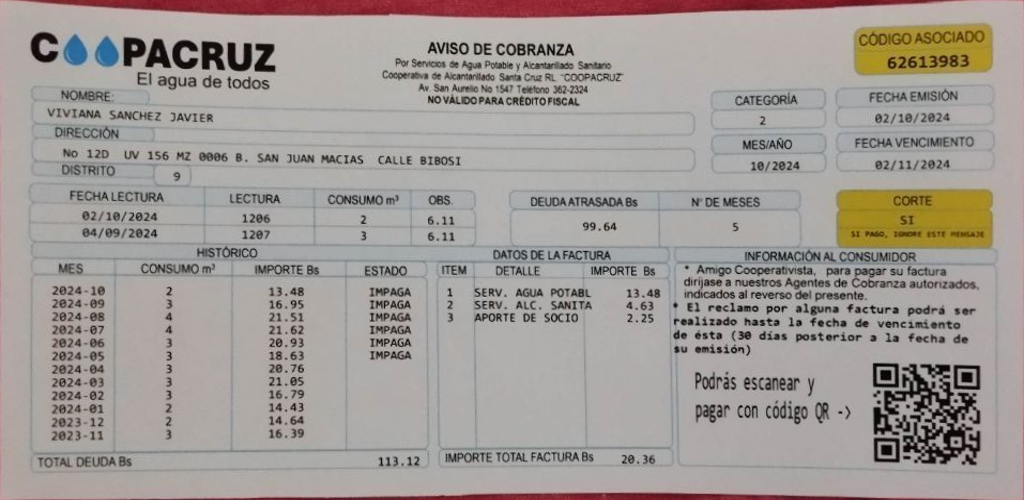 COOPACRUZ
El agua de todos
AVISO DE COBRANZA
Por Servicios de Agua Potable y Alcantarillado Sanitario
Cooperativa de Alcantarillado Santa Cruz RL "COOPACRUZ"
Av. San Aurelio No 1547 Teléfono 362-2324
NO VÁLIDO PARA CRÉDITO FISCAL
CÓDIGO ASOCIADO
62613983
NOMBRE:
VIVIANA SANCHEZ JAVIER
DIRECCIÓN
No 12D UV 156 MZ 0006 B. SAN JUAN MACIAS CALLE BIBOSI
DISTRITO 9
CATEGORÍA
2
FECHA EMISIÓN
02/10/2024
MES/AÑO
10/2024
FECHA VENCIMIENTO
02/11/2024
FECHA LECTURA LECTURA CONSUMO m³ OBS.
02/10/2024 1206 2 6.11
04/09/2024 1207 3 6.11
DEUDA ATRASADA Bs N° DE MESES
99.64 5
CORTE
SI
SI PAGO, IGNORE ESTE MENSAJE
HISTÓRICO
MES CONSUMO m³ IMPORTE Bs ESTADO
2024-10 2 13.48 IMPAGA
2024-09 3 16.95 IMPAGA
2024-08 4 21.51 IMPAGA
2024-07 4 21.62 IMPAGA
2024-06 3 20.93 IMPAGA
2024-05 3 18.63 IMPAGA
2024-04 3 20.76
2024-03 3 21.05
2024-02 3 16.79
2024-01 2 14.43
2023-12 2 14.64
2023-11 3 16.39
TOTAL DEUDA Bs 113.12
DATOS DE LA FACTURA
ITEM DETALLE IMPORTE Bs
1 SERV. AGUA POTABL 13.48
2 SERV. ALC. SANITA 4.63
3 APORTE DE SOCIO 2.25
IMPORTE TOTAL FACTURA Bs 20.36
INFORMACIÓN AL CONSUMIDOR
* Amigo Cooperativista, para pagar su factura
dirijase a nuestros Agentes de Cobranza autorizados,
indicados al reverso del presente.
* El reclamo por alguna factura podrá ser
realizado hasta la fecha de vencimiento
de ésta (30 días posterior a la fecha de
su emisión)
Podrás escanear y
pagar con código QR ->